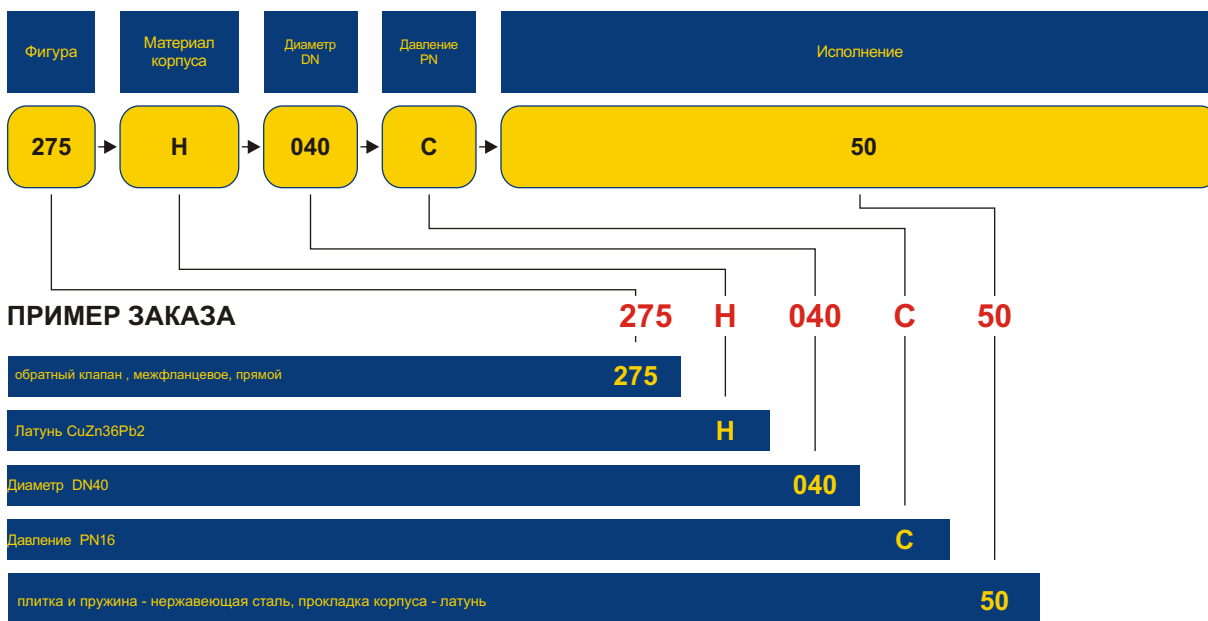 Фигура
Материал
корпуса
Диаметр
DN
Давление
PN
Исполнение
275
H
040
C
50
ПРИМЕР ЗАКАЗА 275 H 040 C 50
обратный клапан , межфланцевое, прямой 275
Латунь CuZn36Pb2 H
Диаметр DN40 040
Давление PN16 C
плитка и пружина - нержавеющая сталь, прокладка корпуса - латунь 50